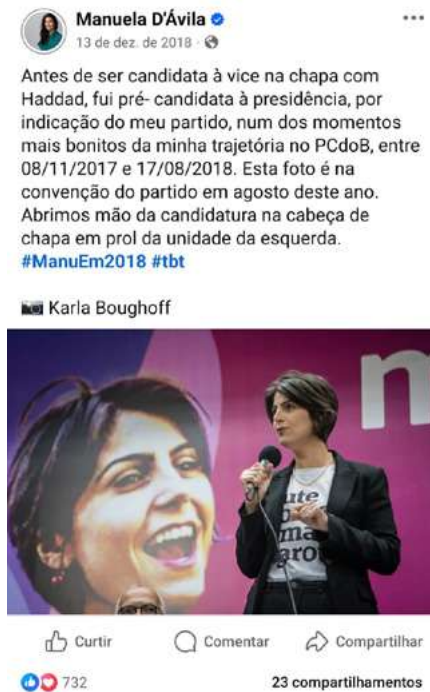 Manuela D'Ávila
13 de dez. de 2018 ·
Antes de ser candidata à vice na chapa com
Haddad, fui pré- candidata à presidência, por
indicação do meu partido, num dos momentos
mais bonitos da minha trajetória no PCdoB, entre
08/11/2017 e 17/08/2018. Esta foto é na
convenção do partido em agosto deste ano.
Abrimos mão da candidatura na cabeça de
chapa em prol da unidade da esquerda.
#ManuEm2018 #tbt
Karla Boughoff
m
Curtir Comentar Compartilhar
732 23 compartilhamentos